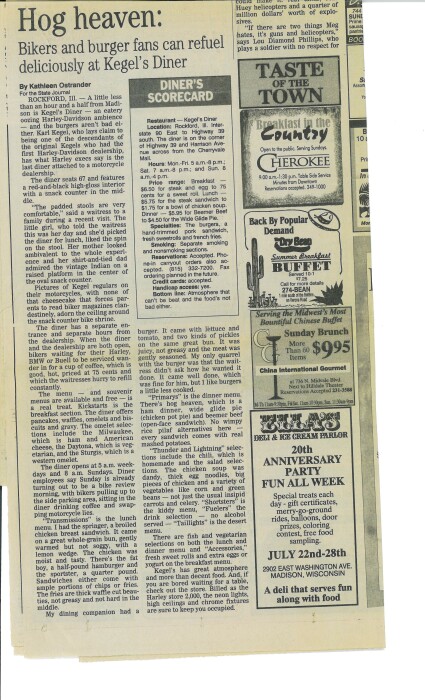 Hog heaven:
Bikers and burger fans can refuel
deliciously at Kegel's Diner
By Kathleen Ostrander
For the State Journal
ROCKFORD, Ill. — A little less
than an hour and a half from Madi-
son is Kegel's Diner — an eatery
oozing Harley-Davidson ambience
— and the burgers aren't bad ei-
ther. Karl Kegel, who lays claim to
being one of the descendants of
the original Kegels who had the
first Harley-Davidson dealership,
has what Harley execs say is the
last diner attached to a motorcycle
dealership.
The diner seats 67 and features
a red-and-black high-gloss interior
with a snack counter in the mid-
dle.
"The padded stools are very
comfortable," said a waitress to a
family during a recent visit. The
little girl, who told the waitress
this was her day and she'd picked
the diner for lunch, liked the spin
on the stool. Her mother looked
ambivalent to the whole experi-
ence and her shirt-and-tied dad
admired the vintage Indian on a
raised platform in the center of
the oval snack counter.
Pictures of Kegel regulars on
their motorcycles, with none of
that cheesecake that forces par-
ents to read biker magazines clan-
destinely, adorn the ceiling around
the snack counter bike shrine.
The diner has a separate en-
trance and separate hours from
the dealership. When the diner
and the dealership are both open,
bikers waiting for their Harley,
BMW or Buell to be serviced wan-
der in for a cup of coffee, which is
good, hot, priced at 75 cents and
which the waitresses hurry to refill
constantly.
The menu — and souvenir
menus are available and free — is
a real treat. Kickstarts is the
breakfast section. The diner offers
pancakes, waffles, omelets and bis-
cuits and gravy. The omelet selec-
tions include the Milwaukee,
which is ham and American
cheese, the Daytona, which is veg-
etarian, and the Sturgis, which is a
western omelet.
The diner opens at 5 a.m. week-
days and 8 a.m. Sundays. Diner
employees say Sunday is already
turning out to be a bike review
morning, with bikers pulling up to
the side parking area, sitting in the
diner drinking coffee and swap-
ping motorcycle lies.
"Transmissions" is the lunch
menu. I had the springer, a broiled
chicken breast sandwich. It came
on a great whole-grain bun, gently
warmed but not soggy, with a
lemon wedge. The chicken was
moist and tasty. There's the fat
boy, a half-pound hamburger and
the sportster, a quarter pound.
Sandwiches either come with
ample portions of chips or fries.
The fries are thick waffle cut beau-
ties, not greasy and not hard in the
middle.
My dining companion had a
DINER'S
SCORECARD
Restaurant — Kegel's Diner
Location: Rockford, Ill. Inter-
state 90 East to Highway 39
south. The diner is on the corner
of Highway 39 and Harrison Ave-
nue across from the Cherryvale
Mall.
Hours: Mon.-Fri. 5 a.m.-8 p.m.;
Sat. 7 a.m.-8 p.m.; and Sun. 8
a.m.-4 p.m.
Price range: Breakfast —
$6.50 for steak and egg to 75
cents for a sweet roll. Lunch —
$5.75 for the steak sandwich to
$1.75 for a bowl of chicken soup.
Dinner — $5.95 for Beemer Beef
to $4.50 for the Wide Glide Pie.
Specialties: The burgers, a
hand-trimmed pork sandwich,
fresh sweetrolls and french fries.
Smoking: Separate smoking
and nonsmoking sections.
Reservations: Accepted. Pho-
ne-in carryout orders also ac-
cepted. (815) 332-7200. Fax
ordering planned in the future.
Credit cards: accepted.
Handicap access: yes.
Bottom line: Atmosphere that
can't be beat and the food's not
bad either.
burger. It came with lettuce and
tomato, and two kinds of pickles
on the same great bun. It was
juicy, not greasy and the meat was
gently seasoned. My only quarrel
with the burger was that the wait-
ress didn't ask how he wanted it
done. It came well done, which
was fine for him, but I like burgers
a little less cooked.
"Primarys" is the dinner menu.
There's hog heaven, which is a
ham dinner, wide glide pie
(chicken pot pie) and beemer beef
(open-face sandwich). No wimpy
rice pilaf alternatives here —
every sandwich comes with real
mashed potatoes.
"Thunder and Lightning" selec-
tions include the chili, which is
homemade and the salad selec-
tions. The chicken soup was
dandy, thick egg noodles, big
pieces of chicken and a variety of
vegetables like corn and green
beans — not just the usual insipid
carrots and celery. "Shortsters" is
the kiddy menu, "Fuelers" the
drink selection — no alcohol
served — "Taillights" is the desert
menu.
There are fish and vegetarian
selections on both the lunch and
dinner menu and "Accessories,"
fresh sweet rolls and extra eggs or
yogurt on the breakfast menu.
Kegel's has great atmosphere
and more than decent food. And, if
you are bored waiting for a table,
check out the store. Billed as the
Harley store 2,000, the neon lights,
high ceilings and chrome fixtures
are sure to keep you occupied.
Huey helicopters and a quarter of
million dollars' worth of explo-
sives.
"If there are two things Meg
hates, it's guns and helicopters,"
says Lou Diamond Phillips, who
plays a soldier with no respect for
TASTE
OF THE
TOWN
Breakfast in the
Country
Open to the public. Serving Sundays
CHEROKEE
9:00 a.m.-1:00 p.m. Table Side Service
Minutes from Downtown
Reservations accepted. 249-1000
Back By Popular
Demand
Dry Bean
Summer Breakfast
BUFFET
Call for more details
274-BEAN
Serving the Midwest's Most
Beautiful Chinese Buffet
Sunday Brunch
More
Than 60
Items
$9.95
China International Gourmet
ELLA'S
DELI & ICE CREAM PARLOR
20th
ANNIVERSARY
PARTY
FUN ALL WEEK
Special treats each
day - gift certificates,
merry-go-round
rides, balloons, door
prizes, coloring
contest, free food
sampling.
JULY 22nd-28th
2902 EAST WASHINGTON AVE.
MADISON, WISCONSIN
A deli that serves fun
along with food